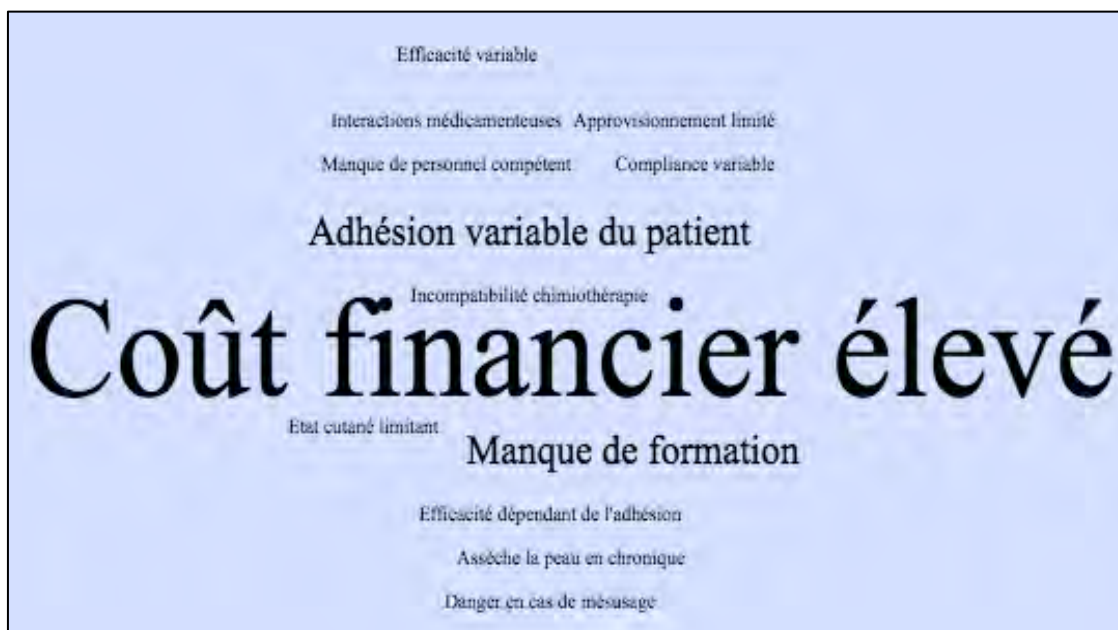 Efficacité variable
Interactions médicamenteuses Approvisionnement limité
Manque de personnel compétent Compliance variable
Adhésion variable du patient
Incompatibilité chimiothérapie
Coût financier élevé
Etat cutané limitant
Manque de formation
Efficacité dépendant de l'adhésion
Assèche la peau en chronique
Danger en cas de mésusage